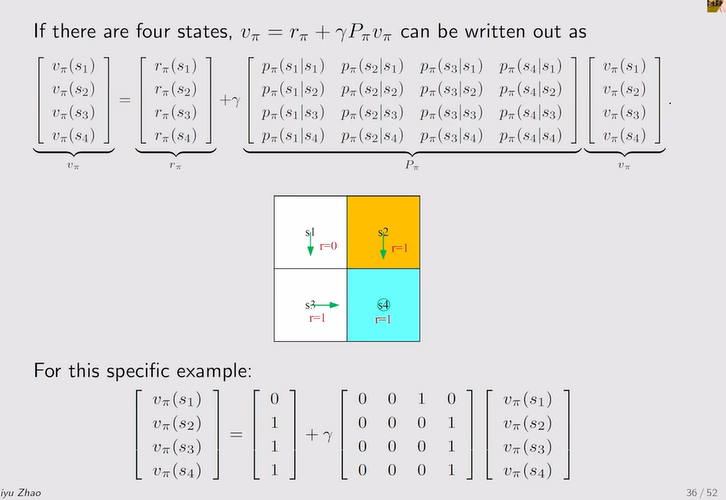 If there are four states, $v_\pi = r_\pi + \gamma P_\pi v_\pi$ can be written out as
$\underbrace{\begin{bmatrix} v_\pi(s_1) \\ v_\pi(s_2) \\ v_\pi(s_3) \\ v_\pi(s_4) \end{bmatrix}}_{v_\pi} = \underbrace{\begin{bmatrix} r_\pi(s_1) \\ r_\pi(s_2) \\ r_\pi(s_3) \\ r_\pi(s_4) \end{bmatrix}}_{r_\pi} + \gamma \underbrace{\begin{bmatrix} p_\pi(s_1|s_1) & p_\pi(s_2|s_1) & p_\pi(s_3|s_1) & p_\pi(s_4|s_1) \\ p_\pi(s_1|s_2) & p_\pi(s_2|s_2) & p_\pi(s_3|s_2) & p_\pi(s_4|s_2) \\ p_\pi(s_1|s_3) & p_\pi(s_2|s_3) & p_\pi(s_3|s_3) & p_\pi(s_4|s_3) \\ p_\pi(s_1|s_4) & p_\pi(s_2|s_4) & p_\pi(s_3|s_4) & p_\pi(s_4|s_4) \end{bmatrix}}_{P_\pi} \underbrace{\begin{bmatrix} v_\pi(s_1) \\ v_\pi(s_2) \\ v_\pi(s_3) \\ v_\pi(s_4) \end{bmatrix}}_{v_\pi}.$
s1
r=0
s2
r=1
s3
r=1
s4
r=1
For this specific example:
$\begin{bmatrix} v_\pi(s_1) \\ v_\pi(s_2) \\ v_\pi(s_3) \\ v_\pi(s_4) \end{bmatrix} = \begin{bmatrix} 0 \\ 1 \\ 1 \\ 1 \end{bmatrix} + \gamma \begin{bmatrix} 0 & 0 & 1 & 0 \\ 0 & 0 & 0 & 1 \\ 0 & 0 & 0 & 1 \\ 0 & 0 & 0 & 1 \end{bmatrix} \begin{bmatrix} v_\pi(s_1) \\ v_\pi(s_2) \\ v_\pi(s_3) \\ v_\pi(s_4) \end{bmatrix}$
iyu Zhao
36 / 52